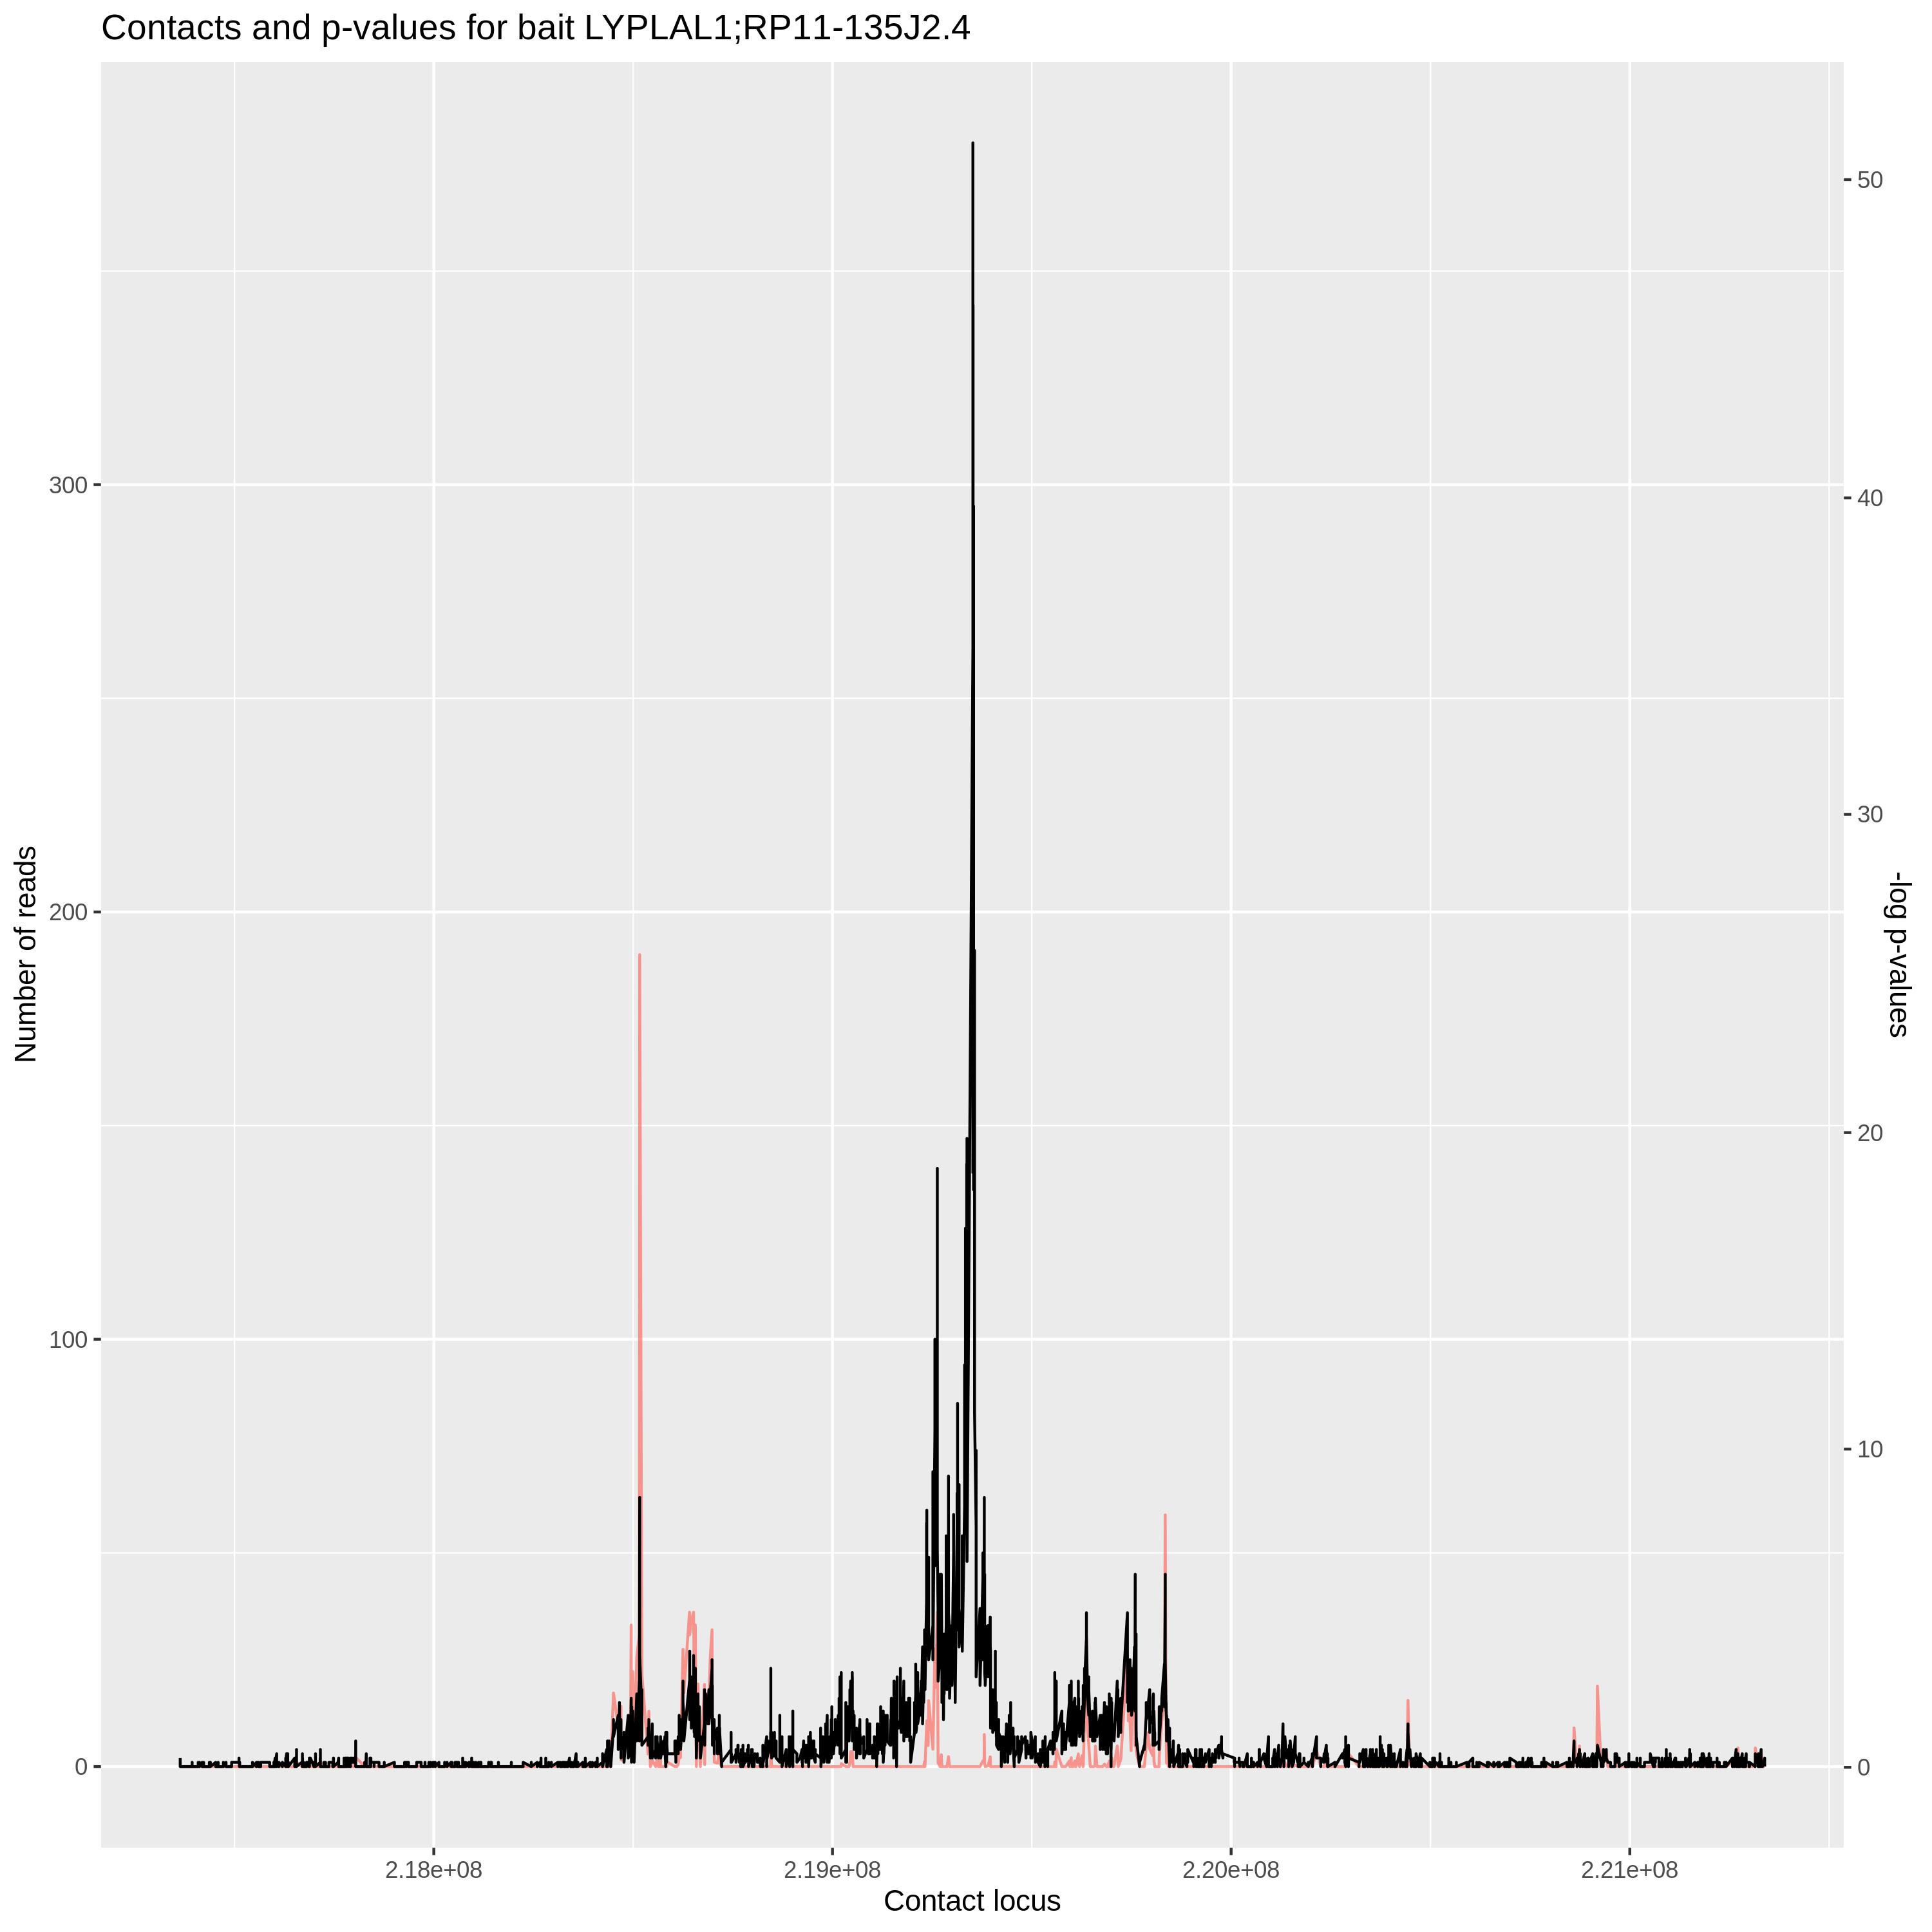 Contacts and p-values for bait LYPLAL1;RP11-135J2.4
Number of reads
300
200
100
0
50
40
30
20
10
0
-log p-values
2.18e+08 2.19e+08 2.20e+08 2.21e+08
Contact locus